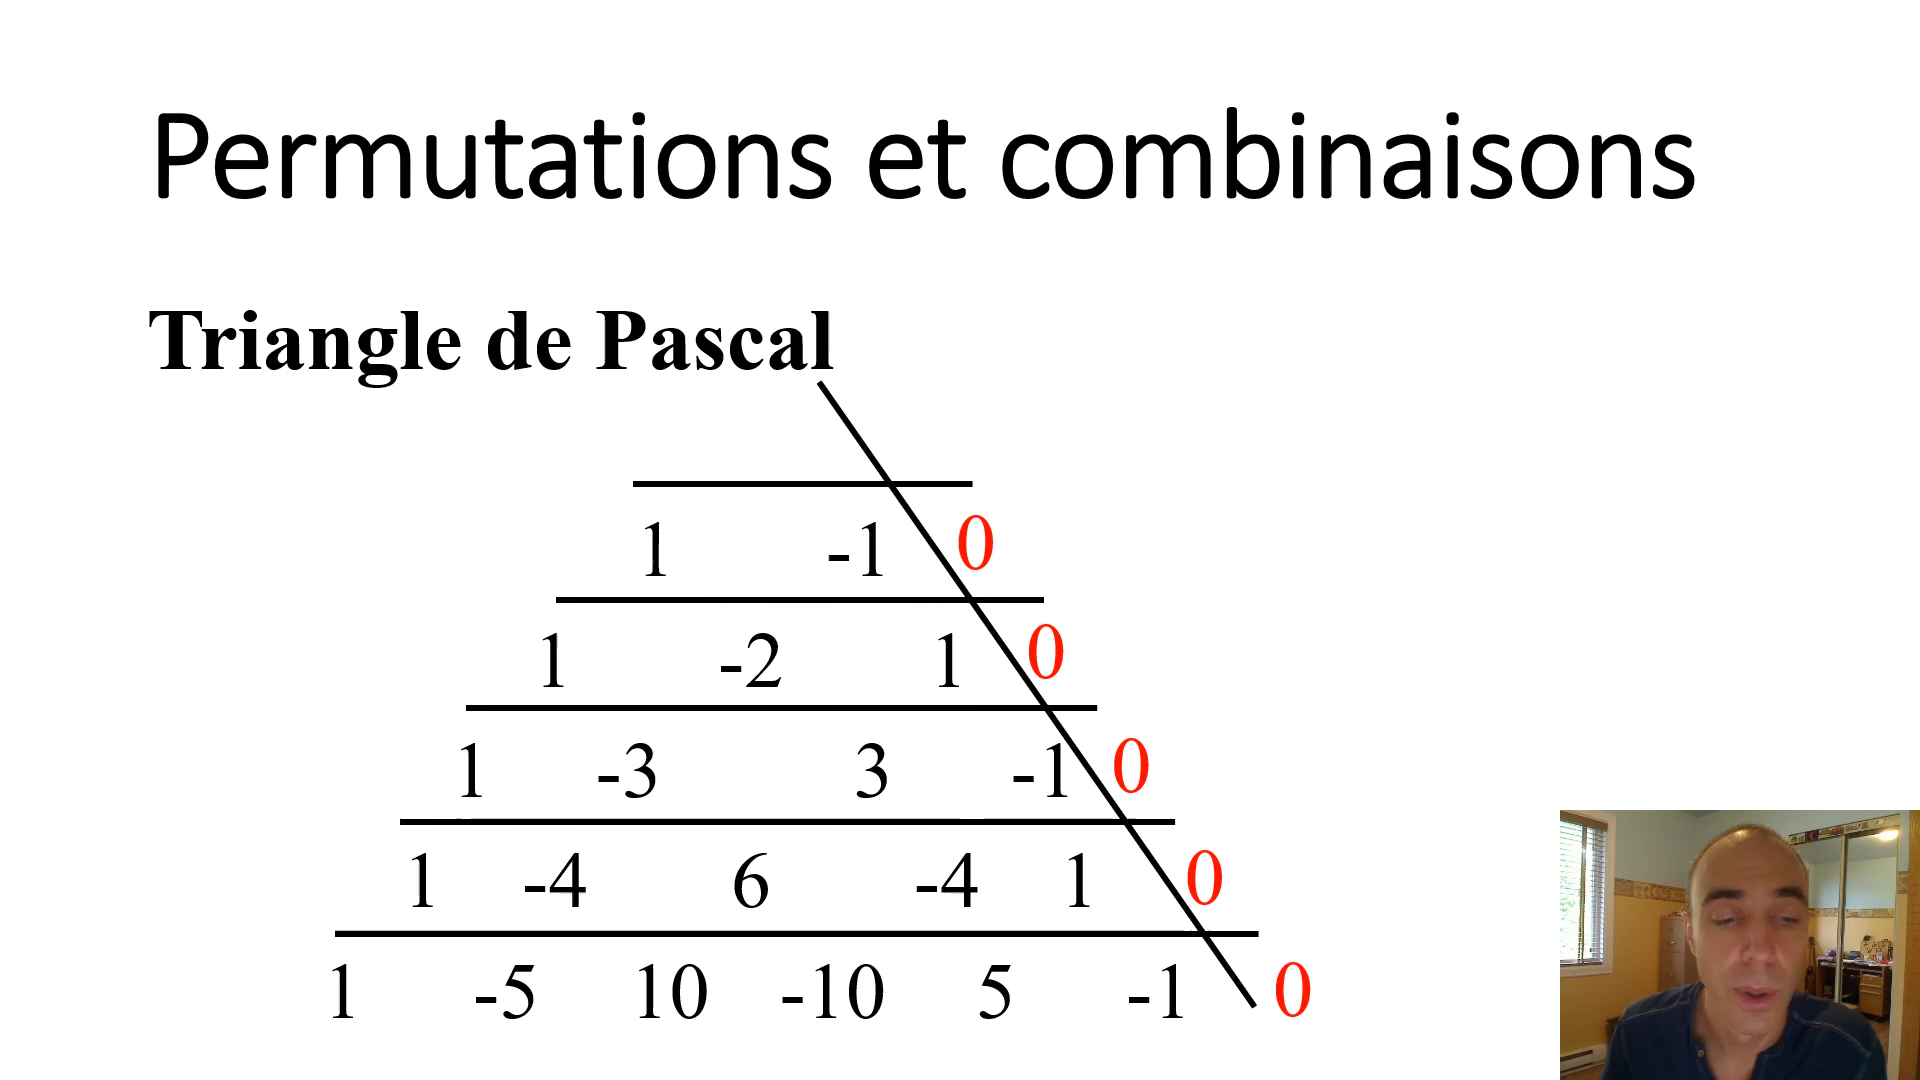 Permutations et combinaisons
Triangle de Pascal
1 -1 0
1 -2 1 0
1 -3 3 -1 0
1 -4 6 -4 1 0
1 -5 10 -10 5 -1 0